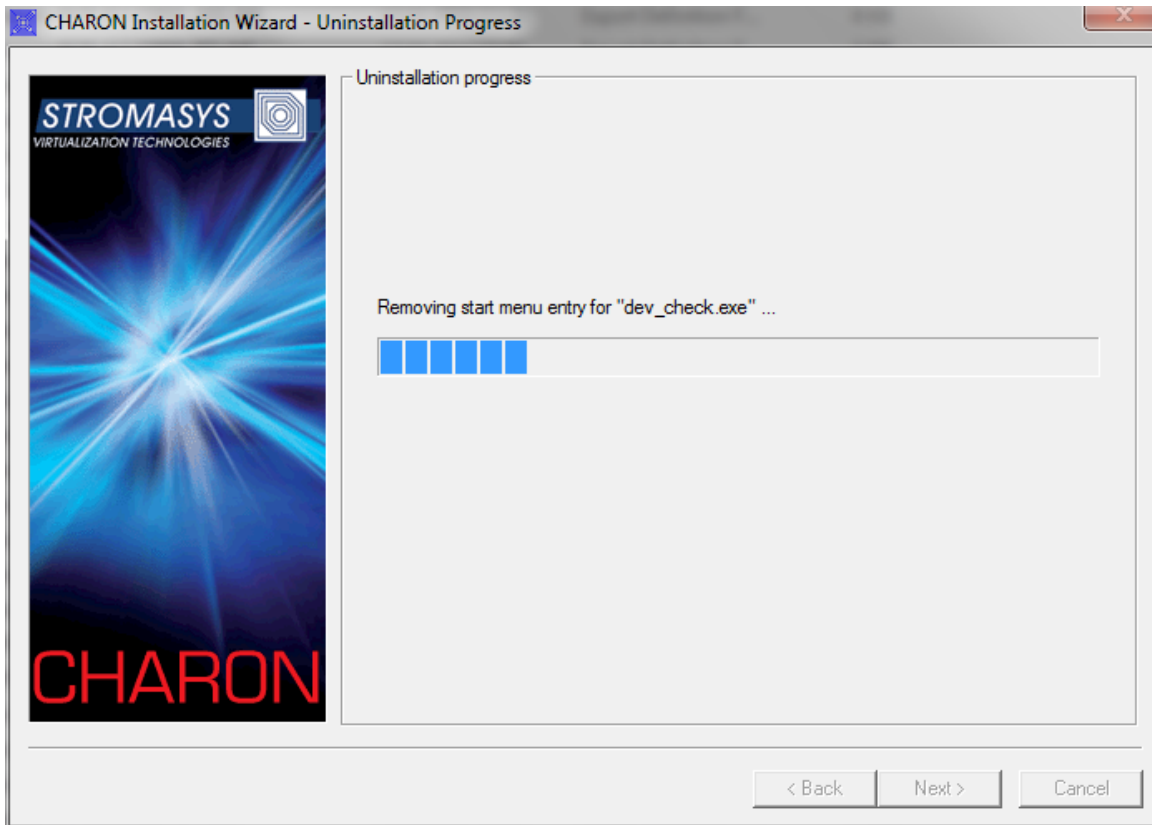 CHARON Installation Wizard - Uninstallation Progress
STROMASYS
VIRTUALIZATION TECHNOLOGIES
CHARON
Uninstallation progress
Removing start menu entry for "dev_check.exe" ...
< Back
Next >
Cancel